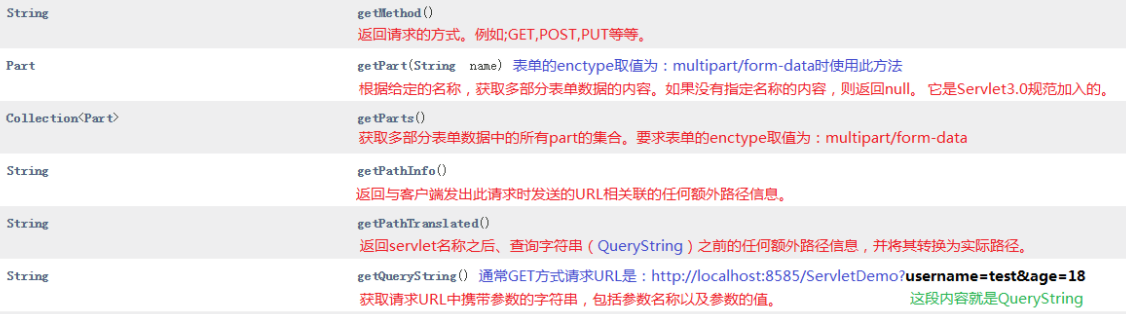 String getMethod()
返回请求的方式。例如;GET,POST,PUT等等。
Part getPart(String name) 表单的enctype取值为：multipart/form-data时使用此方法
根据给定的名称，获取多部分表单数据的内容。如果没有指定名称的内容，则返回null。 它是Servlet3.0规范加入的。
Collection<Part> getParts()
获取多部分表单数据中的所有part的集合。要求表单的enctype取值为：multipart/form-data
String getPathInfo()
返回与客户端发出此请求时发送的URL相关联的任何额外路径信息。
String getPathTranslated()
返回servlet名称之后、查询字符串（QueryString）之前的任何额外路径信息，并将其转换为实际路径。
String getQueryString() 通常GET方式请求URL是：http://localhost:8585/ServletDemo?username=test&age=18
获取请求URL中携带参数的字符串，包括参数名称以及参数的值。 这段内容就是QueryString